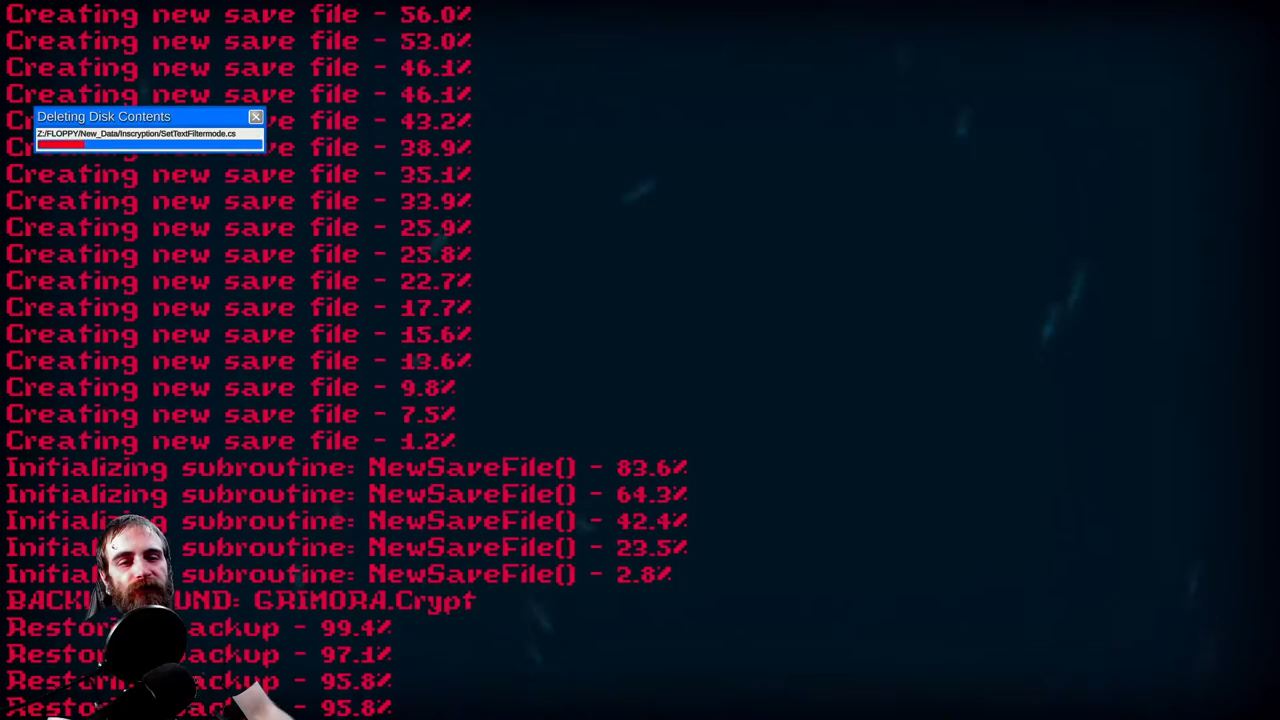 Creating new save file - 56.0%
Creating new save file - 53.0%
Creating new save file - 46.1%
Creating new save file - 46.1%
Deleting Disk Contents
Z:/FLOPPY/New_Data/Inscryption/SetTextFiltermode.cs
save file - 43.2%
save file - 38.9%
Creating new save file - 35.1%
Creating new save file - 33.9%
Creating new save file - 25.9%
Creating new save file - 25.8%
Creating new save file - 22.7%
Creating new save file - 17.7%
Creating new save file - 15.6%
Creating new save file - 13.6%
Creating new save file - 9.8%
Creating new save file - 7.5%
Creating new save file - 1.2%
Initializing subroutine: NewSaveFile() - 83.6%
Initializing subroutine: NewSaveFile() - 64.3%
Initializing subroutine: NewSaveFile() - 42.4%
subroutine: NewSaveFile() - 23.5%
subroutine: NewSaveFile() - 2.8%
GRIMORA.Crypt
- 99.4%
- 97.1%
- 95.8%
- 95.8%